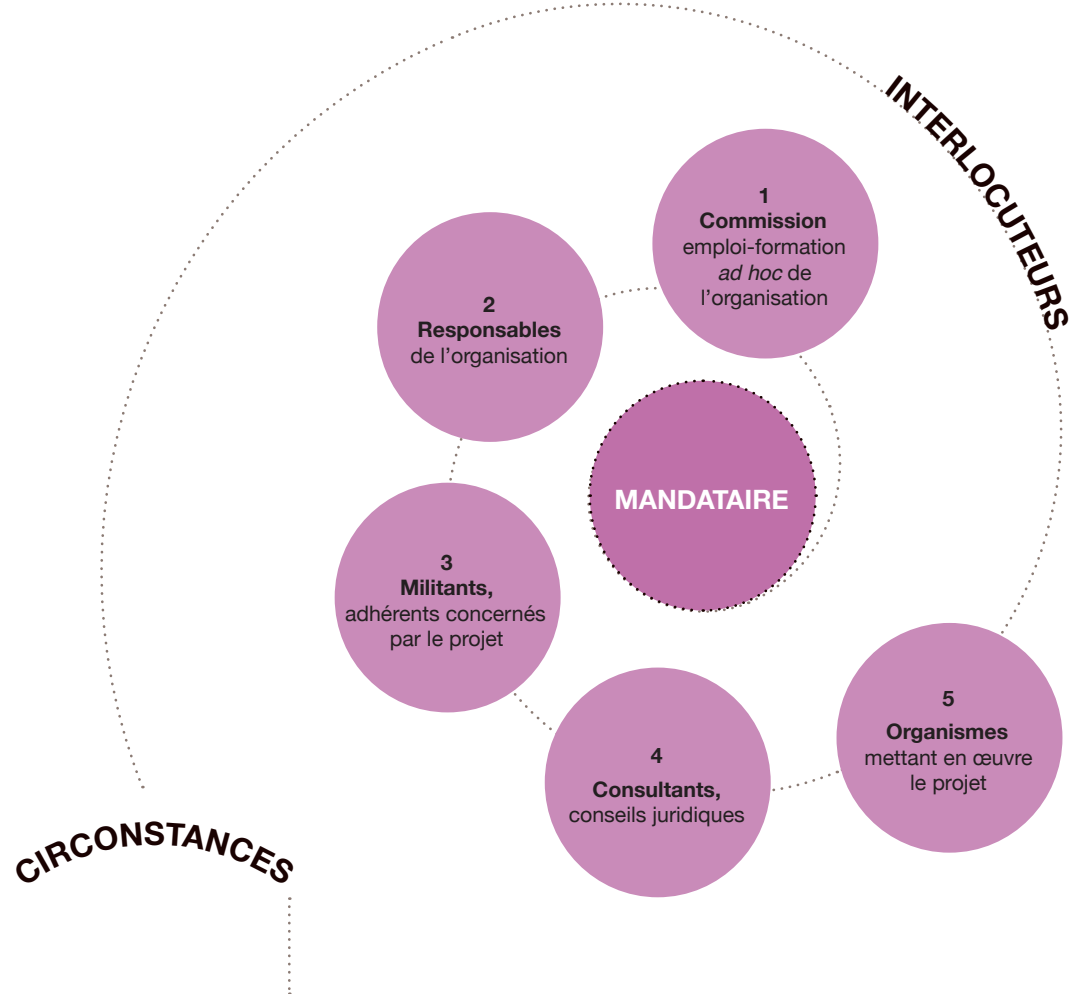 INTERLOCUTEURS
1
Commission
emploi-formation
ad hoc de
l’organisation
2
Responsables
de l’organisation
MANDATAIRE
3
Militants,
adhérents concernés
par le projet
4
Consultants,
conseils juridiques
5
Organismes
mettant en œuvre
le projet
CIRCONSTANCES